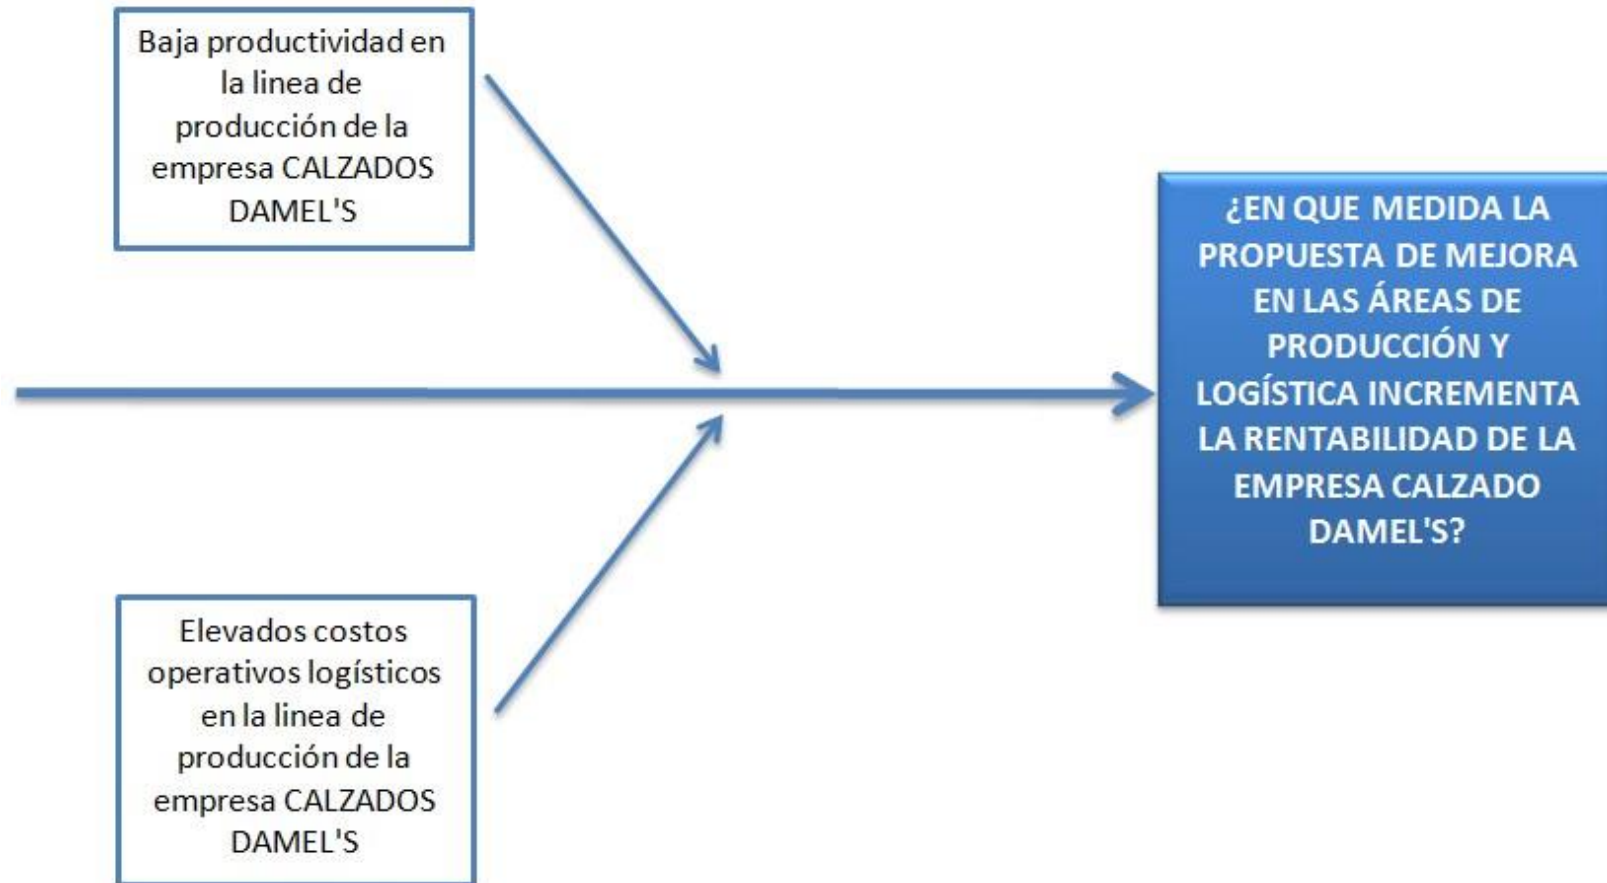 Baja productividad en
la linea de
producción de la
empresa CALZADOS
DAMEL'S
¿EN QUE MEDIDA LA
PROPUESTA DE MEJORA
EN LAS ÁREAS DE
PRODUCCIÓN Y
LOGÍSTICA INCREMENTA
LA RENTABILIDAD DE LA
EMPRESA CALZADO
DAMEL'S?
Elevados costos
operativos logísticos
en la linea de
producción de la
empresa CALZADOS
DAMEL'S